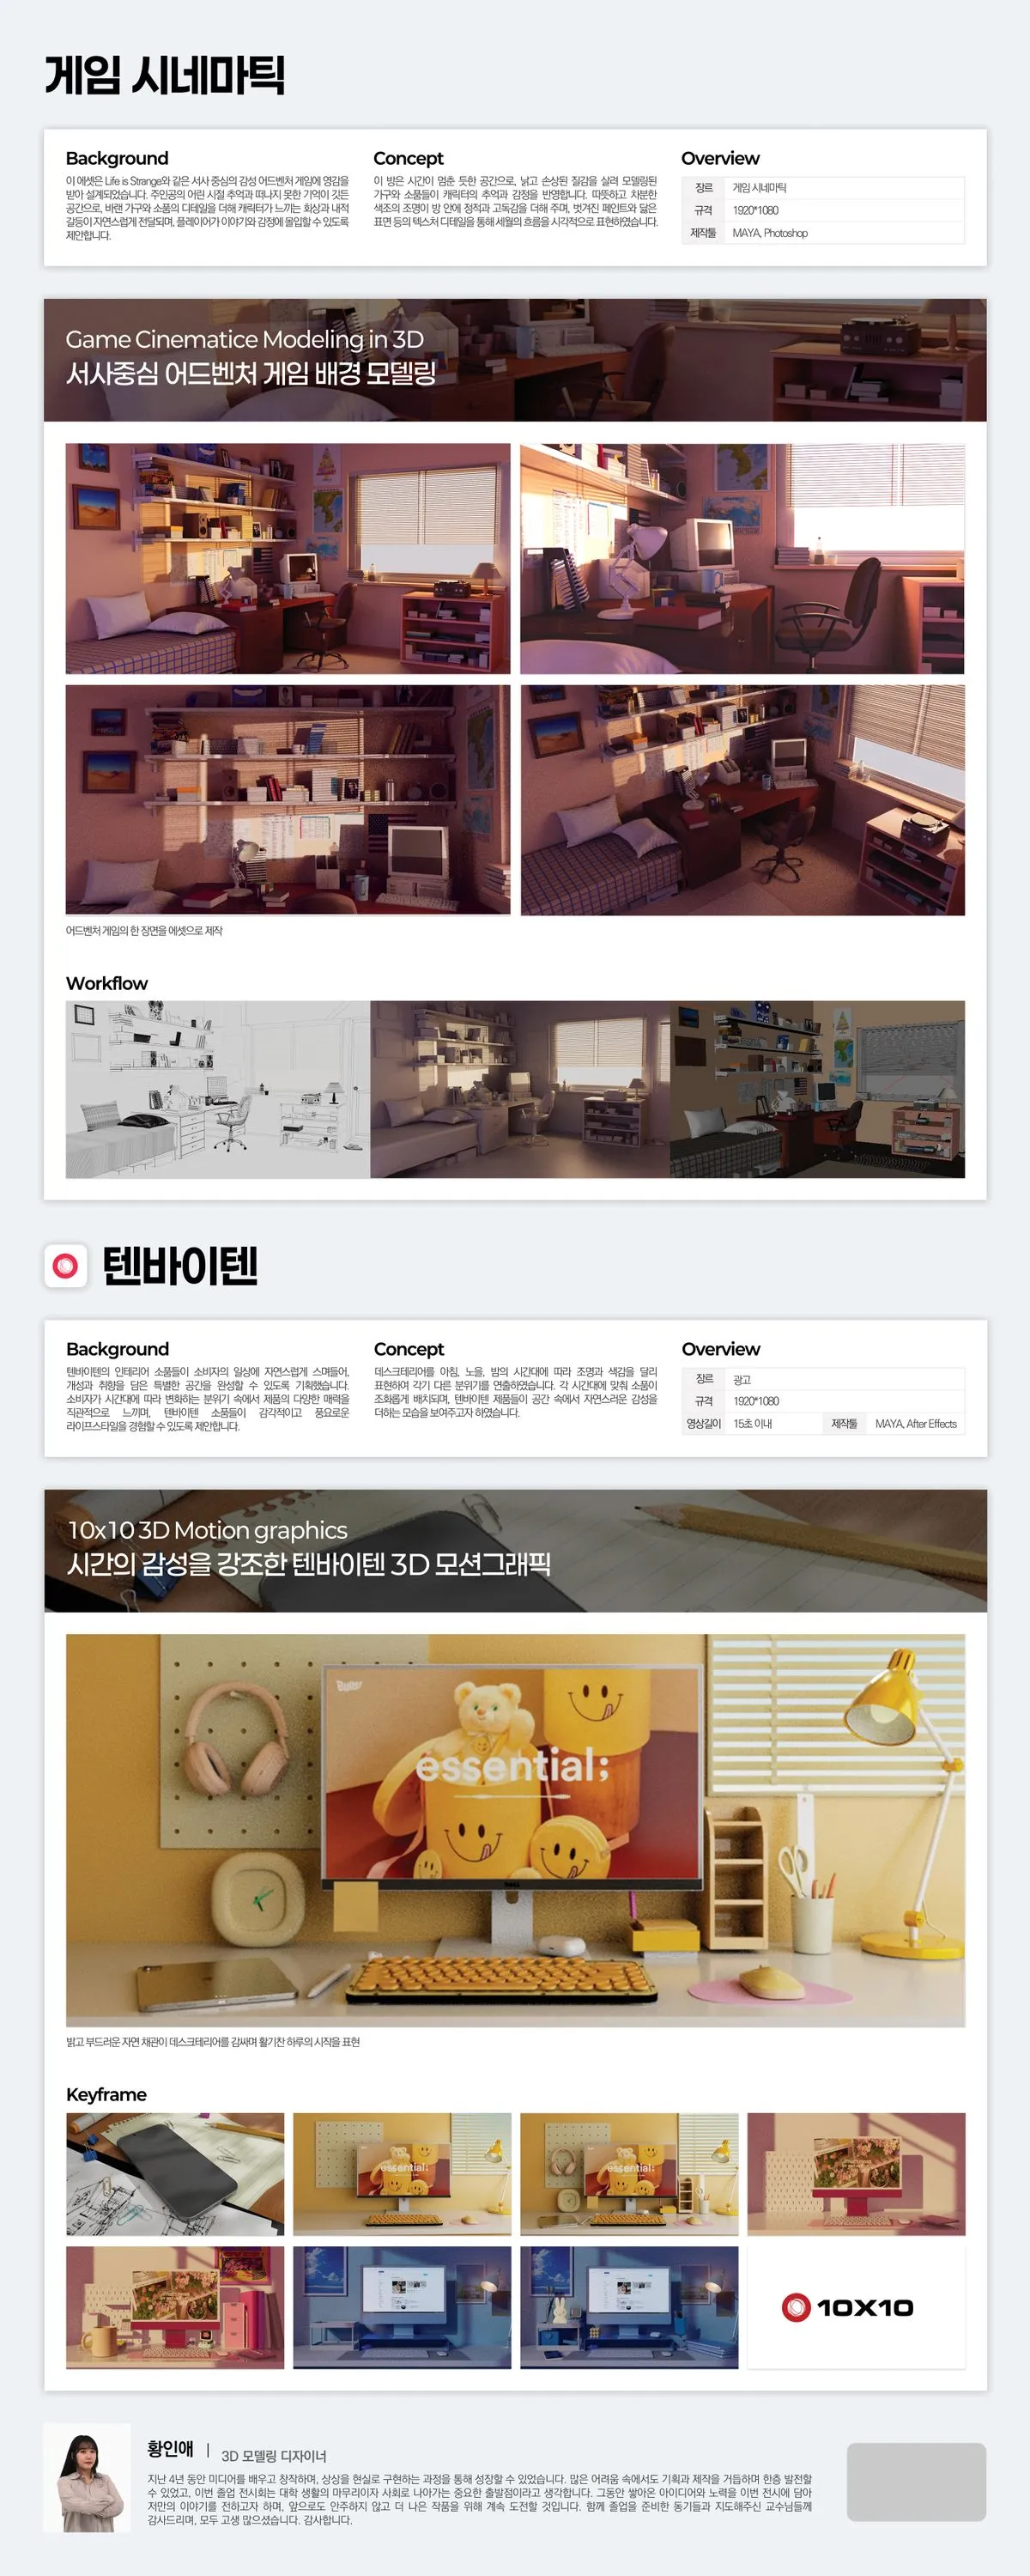 게임 시네마틱
Background
이 에셋은 Life is Strange와 같은 서사 중심의 감성 어드벤처 게임에 영감을
받아 설계되었습니다. 주인공의 어린 시절 추억과 떠나지 못한 기억이 깃든
공간으로, 바랜 가구와 소품의 디테일을 더해 캐릭터가 느끼는 회상과 내적
갈등이 자연스럽게 전달되며, 플레이어가 이야기와 감정에 몰입할 수 있도록
제안합니다.
Concept
이 방은 시간이 멈춘 듯한 공간으로, 낡고 손상된 질감을 살려 모델링된
가구와 소품들이 캐릭터의 추억과 감정을 반영합니다. 따뜻하고 차분한
색조의 조명이 방 안에 정적과 고독감을 더해 주며, 벗겨진 페인트와 닳은
표면 등의 텍스처 디테일을 통해 세월의 흐름을 시각적으로 표현하였습니다.
Overview
장르 게임 시네마틱
규격 1920*1080
제작툴 MAYA, Photoshop
Game Cinematice Modeling in 3D
서사중심 어드벤처 게임 배경 모델링
어드벤처 게임의 한 장면을 에셋으로 제작
Workflow
텐바이텐
Background
텐바이텐의 인테리어 소품들이 소비자의 일상에 자연스럽게 스며들어,
개성과 취향을 담은 특별한 공간을 완성할 수 있도록 기획했습니다.
소비자가 시간대에 따라 변화하는 분위기 속에서 제품의 다양한 매력을
직관적으로 느끼며, 텐바이텐 소품들이 감각적이고 풍요로운
라이프스타일을 경험할 수 있도록 제안합니다.
Concept
데스크테리어를 아침, 노을, 밤의 시간대에 따라 조명과 색감을 달리
표현하여 각기 다른 분위기를 연출하였습니다. 각 시간대에 맞춰 소품이
조화롭게 배치되며, 텐바이텐 제품들이 공간 속에서 자연스러운 감성을
더하는 모습을 보여주고자 하였습니다.
Overview
장르 광고
규격 1920*1080
영상길이 15초 이내 제작툴 MAYA, After Effects
10x10 3D Motion graphics
시간의 감성을 강조한 텐바이텐 3D 모션그래픽
essential;
DELL
밝고 부드러운 자연 채광이 데스크테리어를 감싸며 활기찬 하루의 시작을 표현
Keyframe
essential;
essential;
10X10
황인애 | 3D 모델링 디자이너
지난 4년 동안 미디어를 배우고 창작하며, 상상을 현실로 구현하는 과정을 통해 성장할 수 있었습니다. 많은 어려움 속에서도 기획과 제작을 거듭하며 한층 발전할
수 있었고, 이번 졸업 전시회는 대학 생활의 마무리이자 사회로 나아가는 중요한 출발점이라고 생각합니다. 그동안 쌓아온 아이디어와 노력을 이번 전시에 담아
저만의 이야기를 전하고자 하며, 앞으로도 안주하지 않고 더 나은 작품을 위해 계속 도전할 것입니다. 함께 졸업을 준비한 동기들과 지도해주신 교수님들께
감사드리며, 모두 고생 많으셨습니다. 감사합니다.